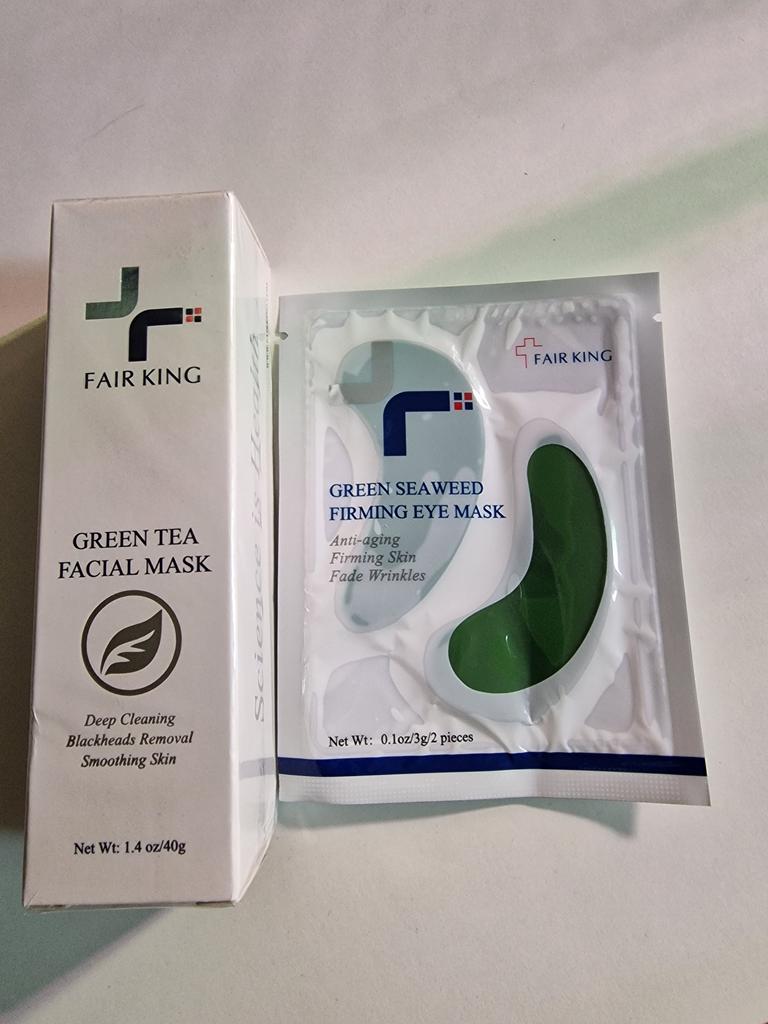 FAIR KING
GREEN TEA
FACIAL MASK
Deep Cleaning
Blackheads Removal
Smoothing Skin
Net Wt: 1.4 oz/40g
Science is Health
FAIR KING
GREEN SEAWEED
FIRMING EYE MASK
Anti-aging
Firming Skin
Fade Wrinkles
Net Wt: 0.1oz/3g/2 pieces